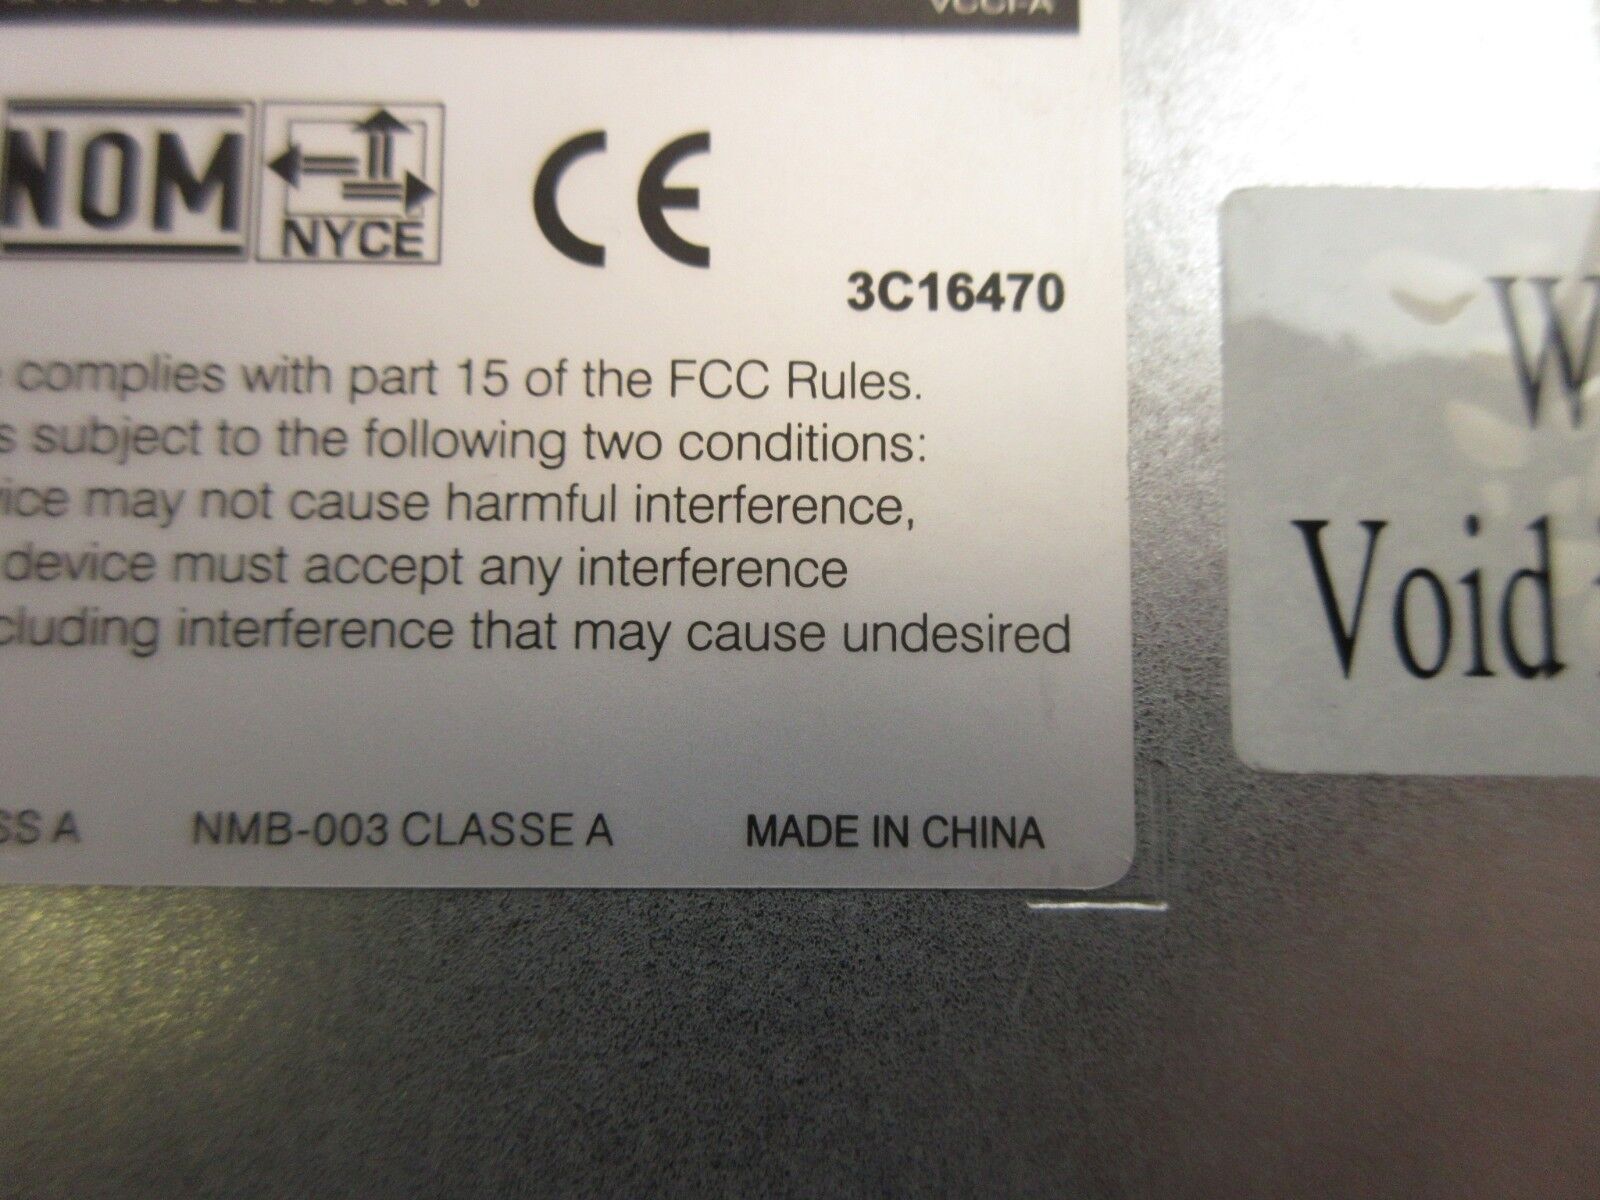 VCCI-A
NOM
NYCE
CE
3C16470
complies with part 15 of the FCC Rules.
s subject to the following two conditions:
vice may not cause harmful interference,
device must accept any interference
cluding interference that may cause undesired
SS A NMB-003 CLASSE A MADE IN CHINA
W
Void